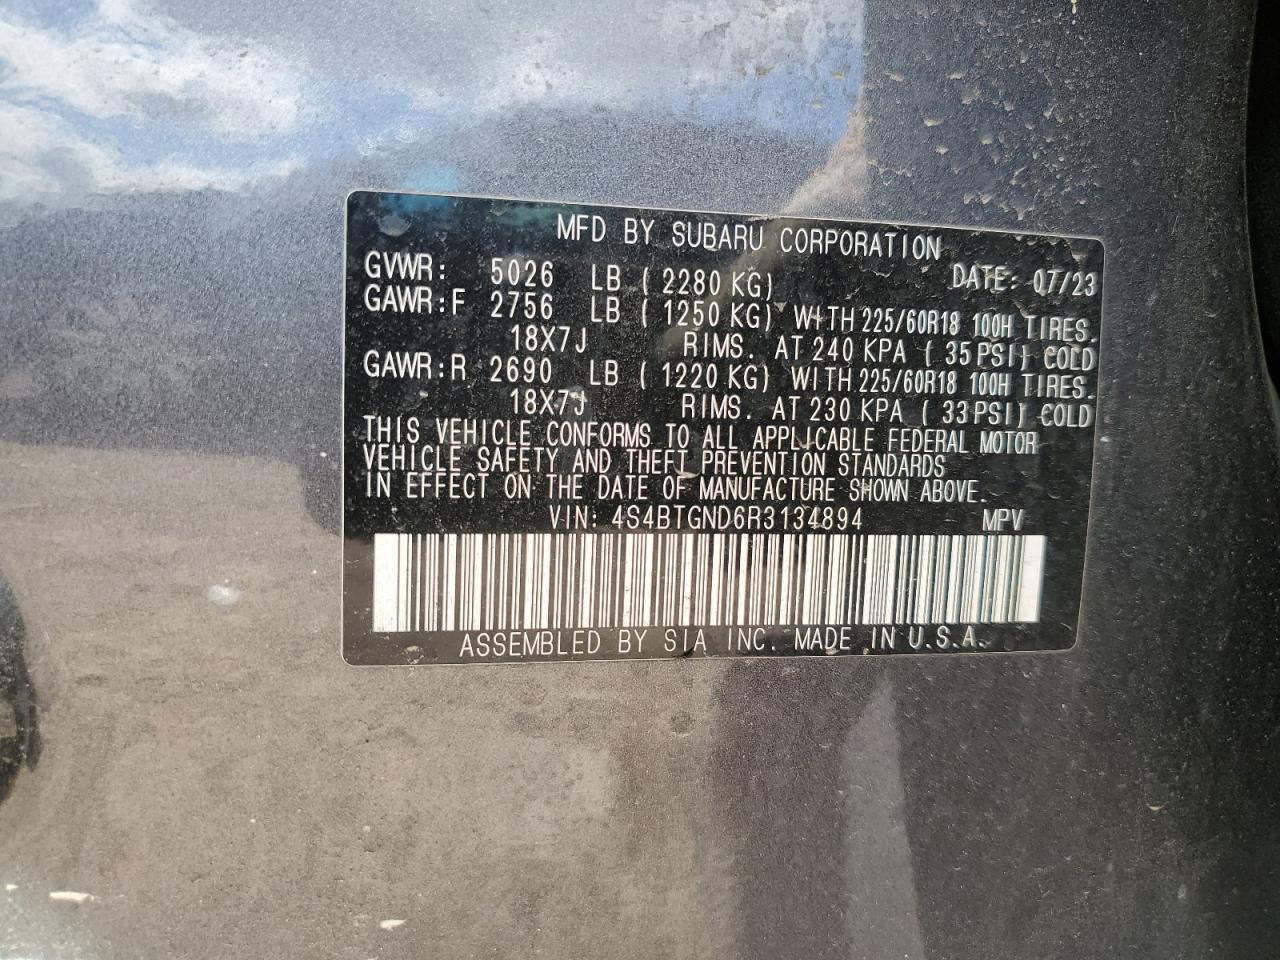 MFD BY SUBARU CORPORATION
GVWR: 5026 LB ( 2280 KG) DATE: 07/23
GAWR:F 2756 LB ( 1250 KG) WITH 225/60R18 100H TIRES.
18X7J RIMS. AT 240 KPA ( 35 PSI) COLD
GAWR:R 2690 LB ( 1220 KG) WITH 225/60R18 100H TIRES.
18X7J RIMS. AT 230 KPA ( 33 PSI) COLD
THIS VEHICLE CONFORMS TO ALL APPLICABLE FEDERAL MOTOR
VEHICLE SAFETY AND THEFT PREVENTION STANDARDS
IN EFFECT ON THE DATE OF MANUFACTURE SHOWN ABOVE.
VIN: 4S4BTGND6R3134894 MPV
ASSEMBLED BY SIA INC. MADE IN U.S.A.